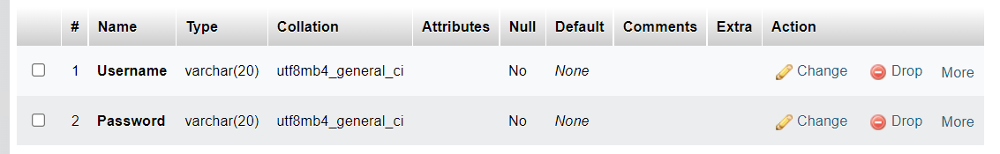 # Name Type Collation Attributes Null Default Comments Extra Action
1 Username varchar(20) utf8mb4_general_ci No None Change Drop More
2 Password varchar(20) utf8mb4_general_ci No None Change Drop More